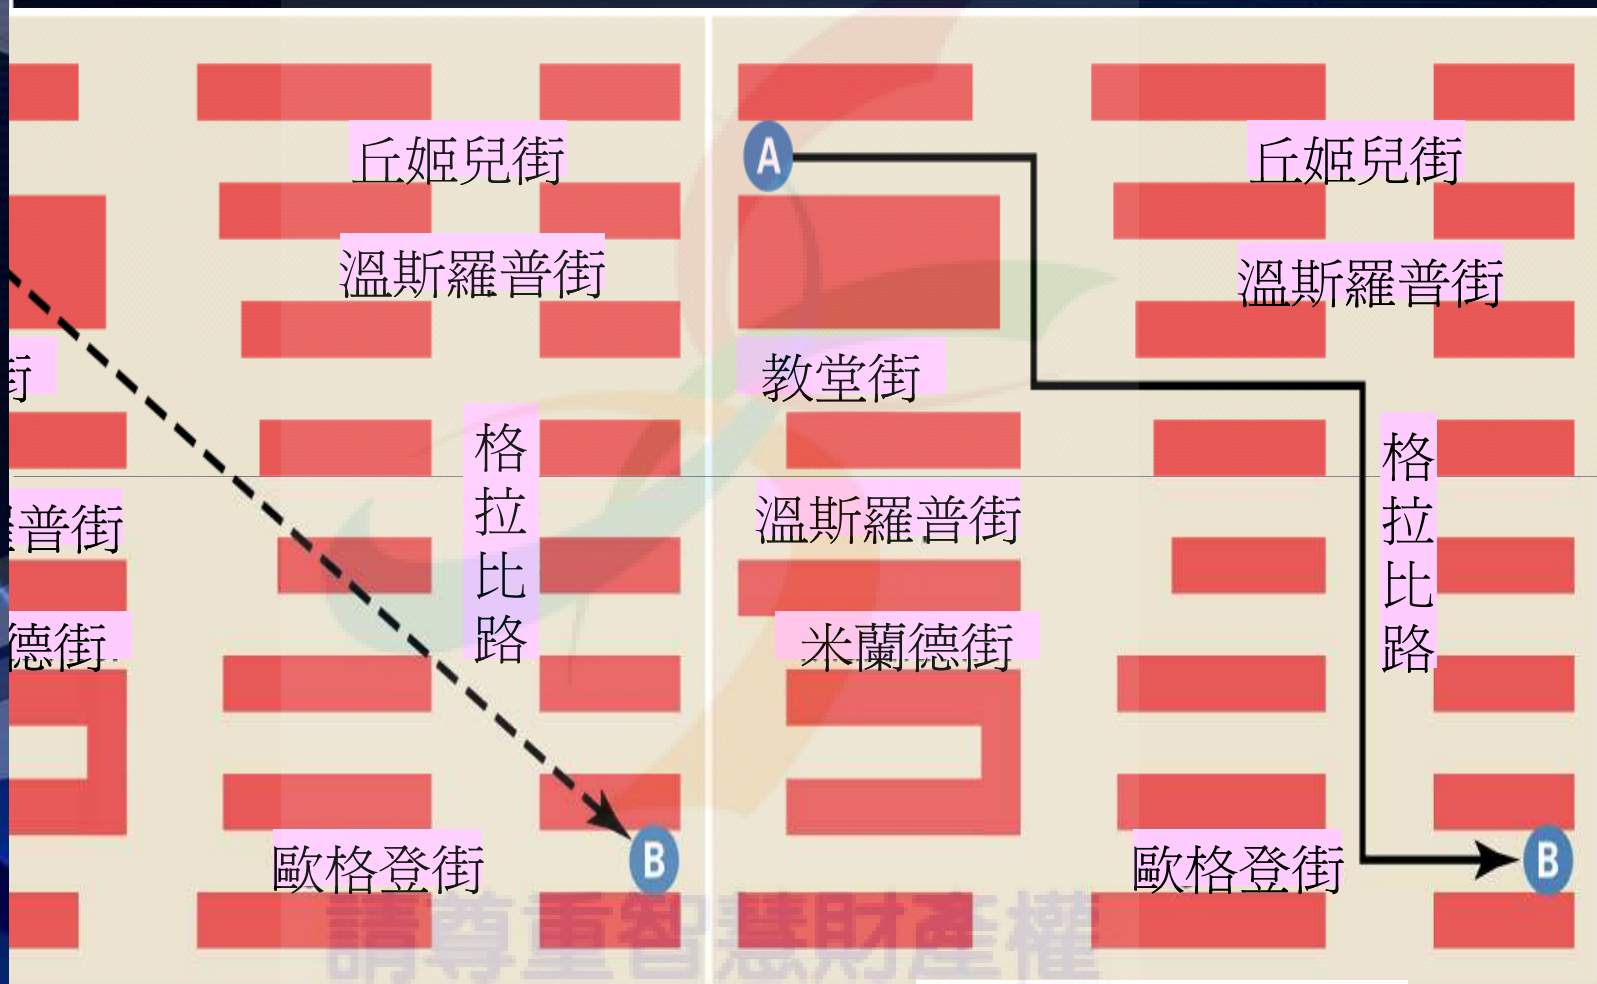 丘姬兒街
溫斯羅普街
街
格拉比路
普街
德街
歐格登街
B
A
丘姬兒街
溫斯羅普街
教堂街
格拉比路
溫斯羅普街
米蘭德街
歐格登街
B
請尊重智慧財產權